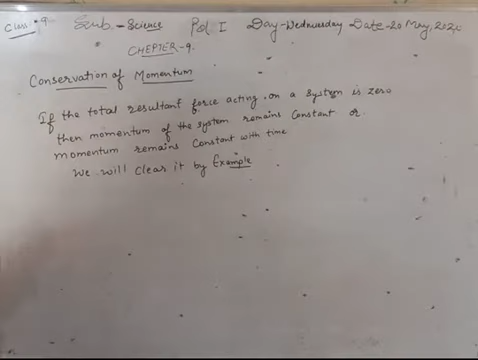 Class - 9 Sub. - Science Pd I Day - Wednesday Date - 20 May, 2020
CHEPTER - 9.
Conservation of Momentum
If the total resultant force acting on a system is zero
then momentum of the system remains Constant or
momentum remains Constant with time
We will clear it by Example